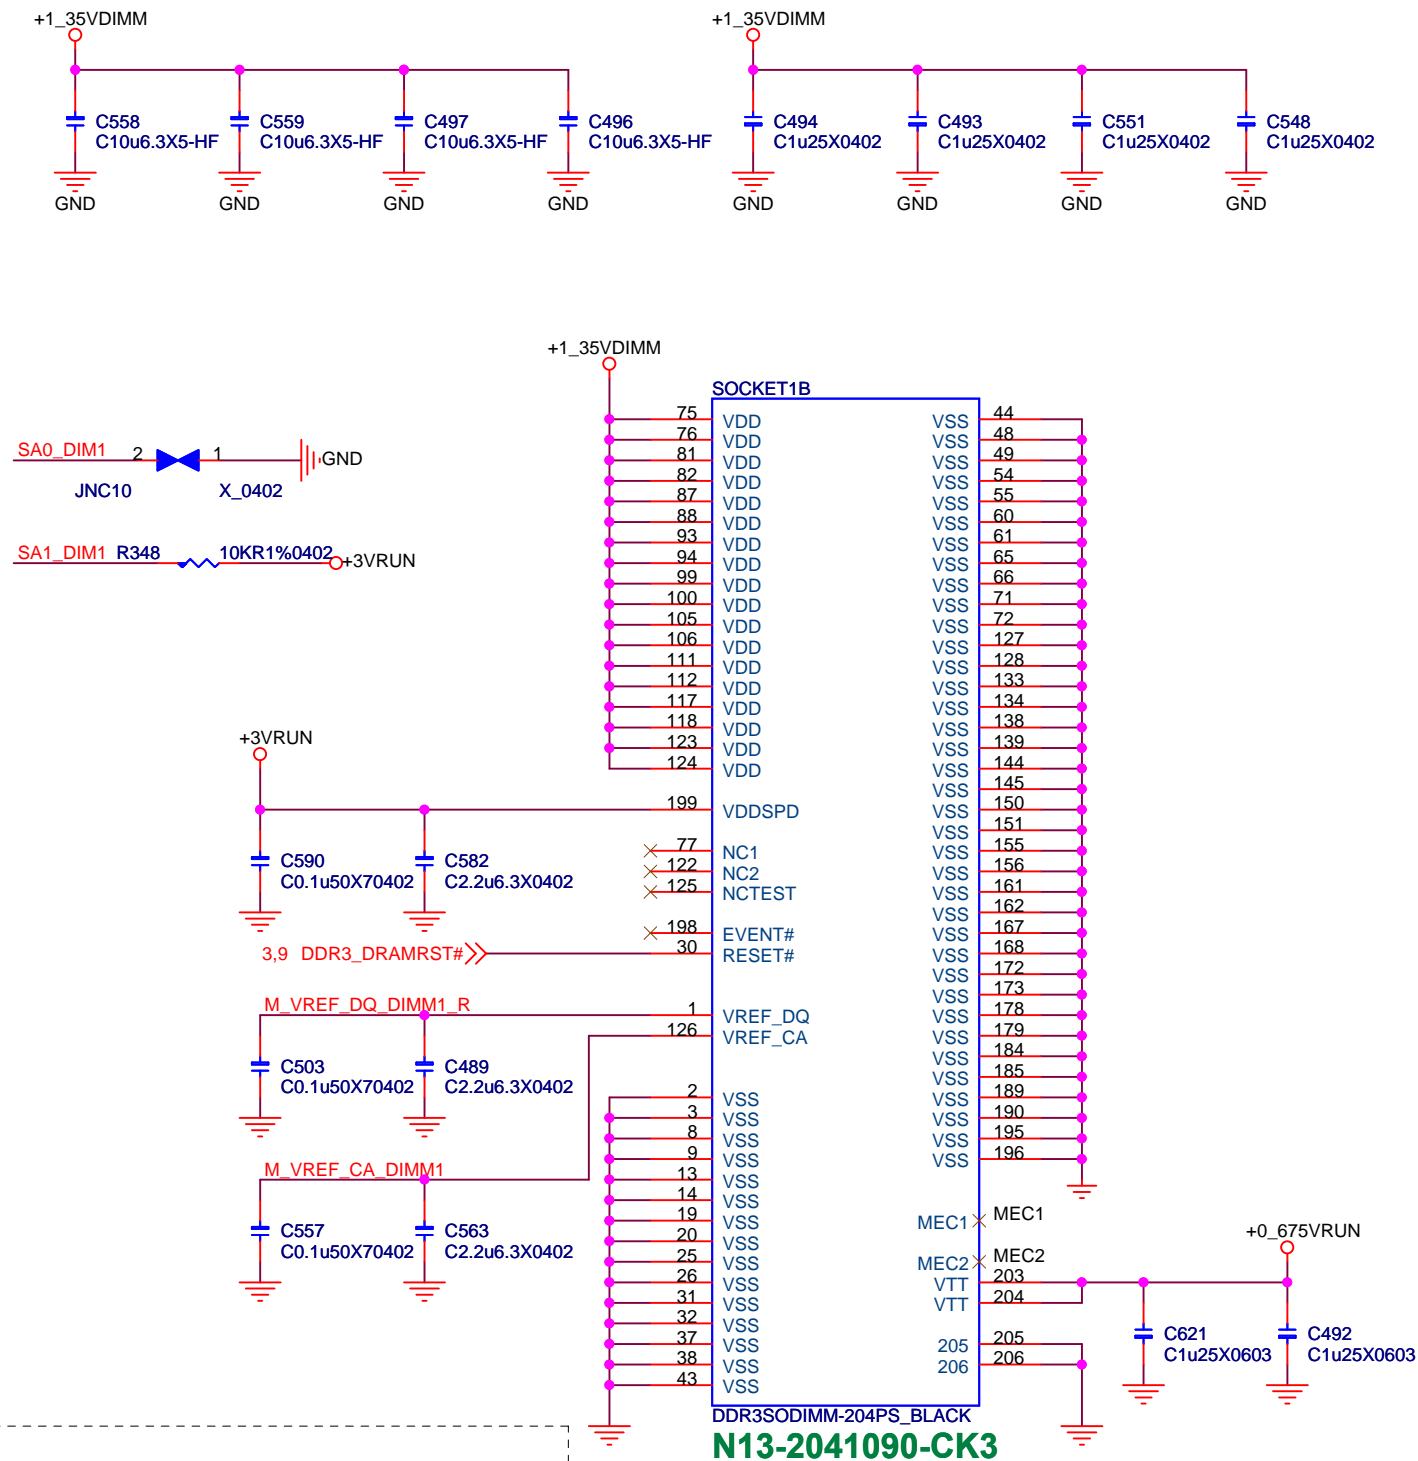 +1_35VDIMM +1_35VDIMM
C558 C559 C497 C496 C494 C493 C551 C548
C10u6.3X5-HF C10u6.3X5-HF C10u6.3X5-HF C10u6.3X5-HF C1u25X0402 C1u25X0402 C1u25X0402 C1u25X0402
GND GND GND GND GND GND GND GND
+1_35VDIMM
SOCKET1B
SA0_DIM1 2 1 GND
JNC10 X_0402
SA1_DIM1 R348 10KR1%0402 +3VRUN
75 VDD VSS 44
76 VDD VSS 48
81 VDD VSS 49
82 VDD VSS 54
87 VDD VSS 55
88 VDD VSS 60
93 VDD VSS 61
94 VDD VSS 65
99 VDD VSS 66
100 VDD VSS 71
105 VDD VSS 72
106 VDD VSS 127
111 VDD VSS 128
112 VDD VSS 133
117 VDD VSS 134
118 VDD VSS 138
123 VDD VSS 139
124 VDD VSS 144
VSS 145
+3VRUN
199 VDDSPD VSS 150
VSS 151
77 NC1 VSS 155
122 NC2 VSS 156
125 NCTEST VSS 161
VSS 162
C590 C582
C0.1u50X70402 C2.2u6.3X0402
198 EVENT# VSS 167
3,9 DDR3_DRAMRST# 30 RESET# VSS 168
VSS 172
VSS 173
M_VREF_DQ_DIMM1_R 1 VREF_DQ VSS 178
126 VREF_CA VSS 179
VSS 184
VSS 185
C503 C489
C0.1u50X70402 C2.2u6.3X0402
2 VSS VSS 189
3 VSS VSS 190
8 VSS VSS 195
9 VSS VSS 196
M_VREF_CA_DIMM1
13 VSS
14 VSS
19 VSS MEC1 MEC1
20 VSS
25 VSS MEC2 MEC2
26 VSS VTT 203
31 VSS VTT 204
32 VSS
37 VSS 205 205
38 VSS 206 206
43 VSS
C557 C563
C0.1u50X70402 C2.2u6.3X0402
+0_675VRUN
C621 C492
C1u25X0603 C1u25X0603
DDR3SODIMM-204PS_BLACK
N13-2041090-CK3